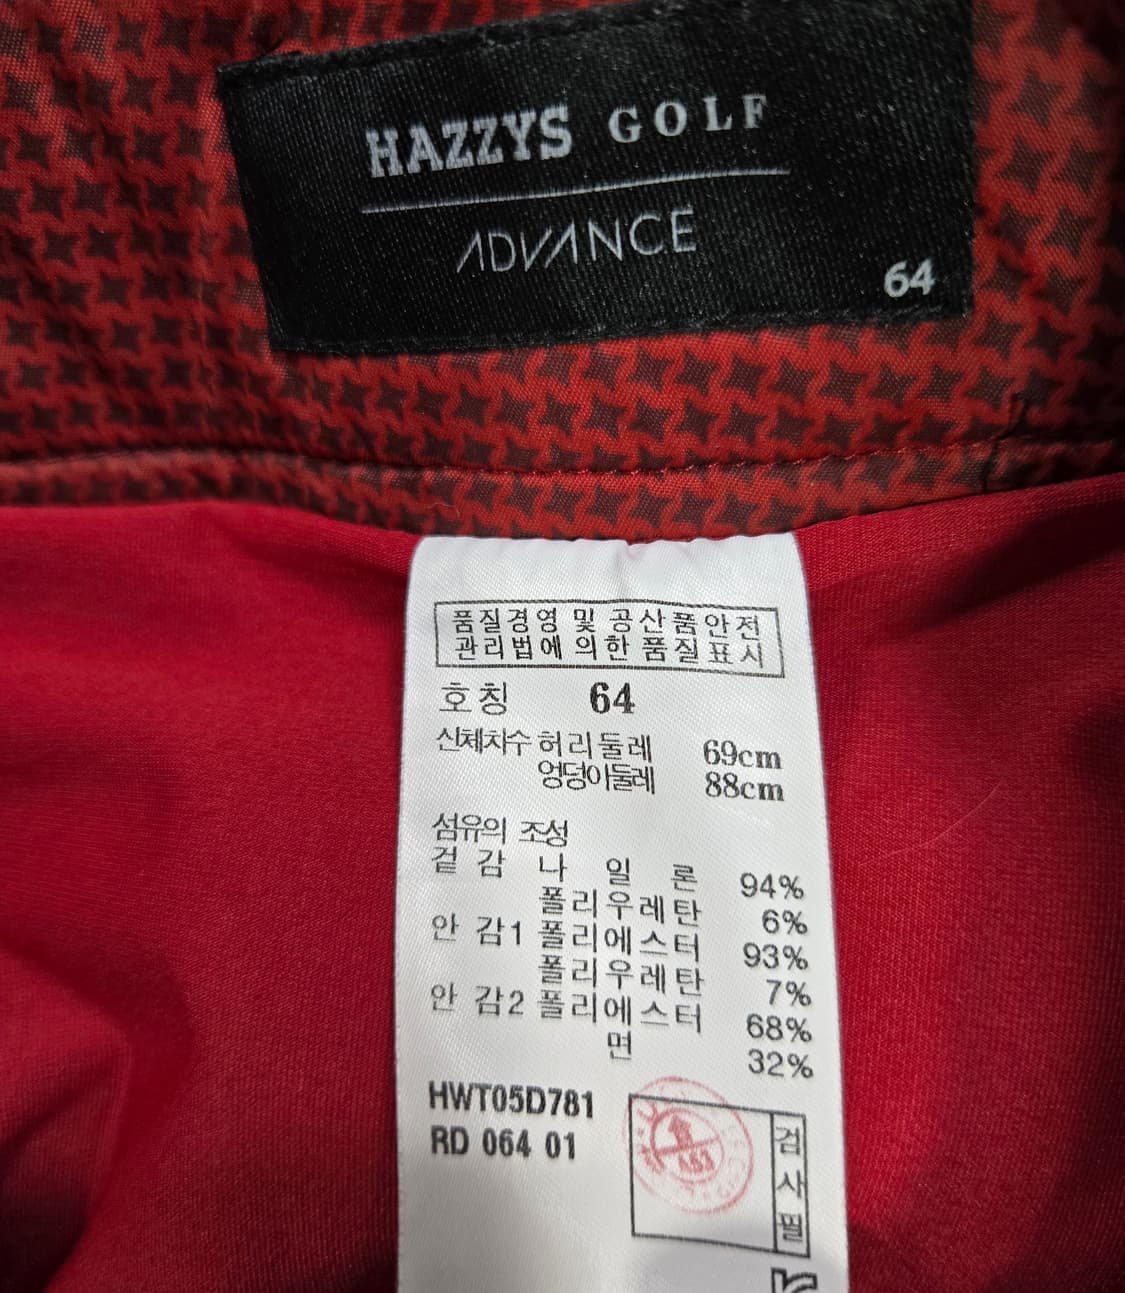 HAZZYS GOLF
ADVANCE
64
품질경영 및 공산품안전
관리법에 의한 품질표시
호칭 64
신체치수 허리둘레 69cm
엉덩이둘레 88cm
섬유의 조성
겉감 나일론 94%
폴리우레탄 6%
안감1 폴리에스터 93%
폴리우레탄 7%
안감2 폴리에스터 68%
면 32%
HWT05D781
RD 064 01
검사필